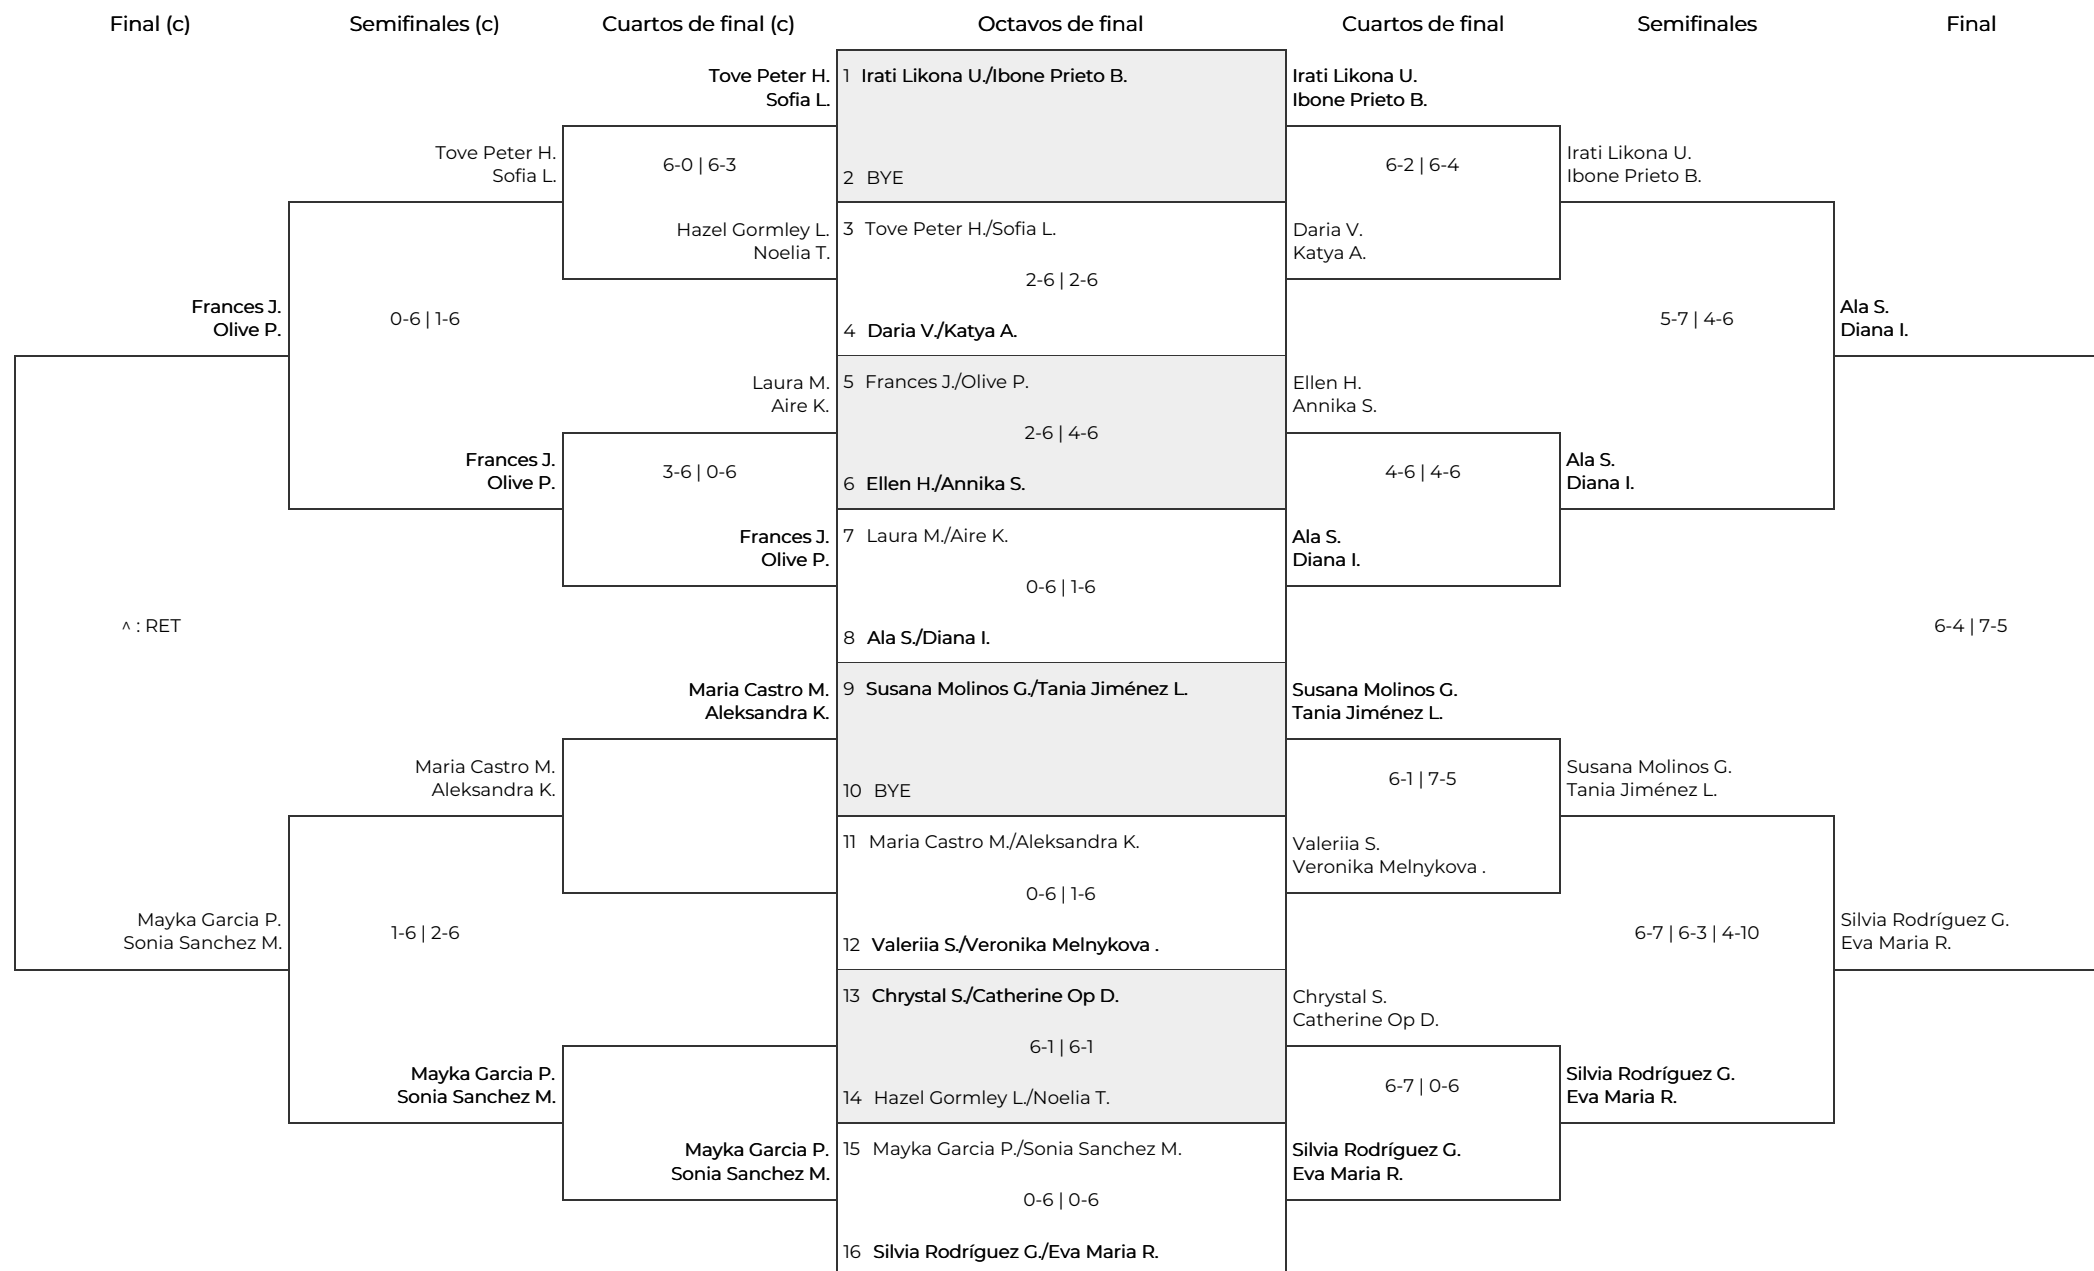 Final (c)
Semifinales (c)
Cuartos de final (c)
Octavos de final
Cuartos de final
Semifinales
Final
Frances J.
Olive P.
^ : RET
Mayka Garcia P.
Sonia Sanchez M.
Tove Peter H.
Sofia L.
0-6 | 1-6
Frances J.
Olive P.
Maria Castro M.
Aleksandra K.
1-6 | 2-6
Mayka Garcia P.
Sonia Sanchez M.
Tove Peter H.
Sofia L.
6-0 | 6-3
Hazel Gormley L.
Noelia T.
Laura M.
Aire K.
3-6 | 0-6
Frances J.
Olive P.
Maria Castro M.
Aleksandra K.
Mayka Garcia P.
Sonia Sanchez M.
1 Irati Likona U./Ibone Prieto B.
2 BYE
3 Tove Peter H./Sofia L.
2-6 | 2-6
4 Daria V./Katya A.
5 Frances J./Olive P.
2-6 | 4-6
6 Ellen H./Annika S.
7 Laura M./Aire K.
0-6 | 1-6
8 Ala S./Diana I.
9 Susana Molinos G./Tania Jiménez L.
10 BYE
11 Maria Castro M./Aleksandra K.
0-6 | 1-6
12 Valeriia S./Veronika Melnykova .
13 Chrystal S./Catherine Op D.
6-1 | 6-1
14 Hazel Gormley L./Noelia T.
15 Mayka Garcia P./Sonia Sanchez M.
0-6 | 0-6
16 Silvia Rodríguez G./Eva Maria R.
Irati Likona U.
Ibone Prieto B.
6-2 | 6-4
Daria V.
Katya A.
Ellen H.
Annika S.
4-6 | 4-6
Ala S.
Diana I.
Susana Molinos G.
Tania Jiménez L.
6-1 | 7-5
Valeriia S.
Veronika Melnykova .
Chrystal S.
Catherine Op D.
6-7 | 0-6
Silvia Rodríguez G.
Eva Maria R.
Irati Likona U.
Ibone Prieto B.
5-7 | 4-6
Ala S.
Diana I.
Susana Molinos G.
Tania Jiménez L.
6-7 | 6-3 | 4-10
Silvia Rodríguez G.
Eva Maria R.
Ala S.
Diana I.
6-4 | 7-5
Silvia Rodríguez G.
Eva Maria R.